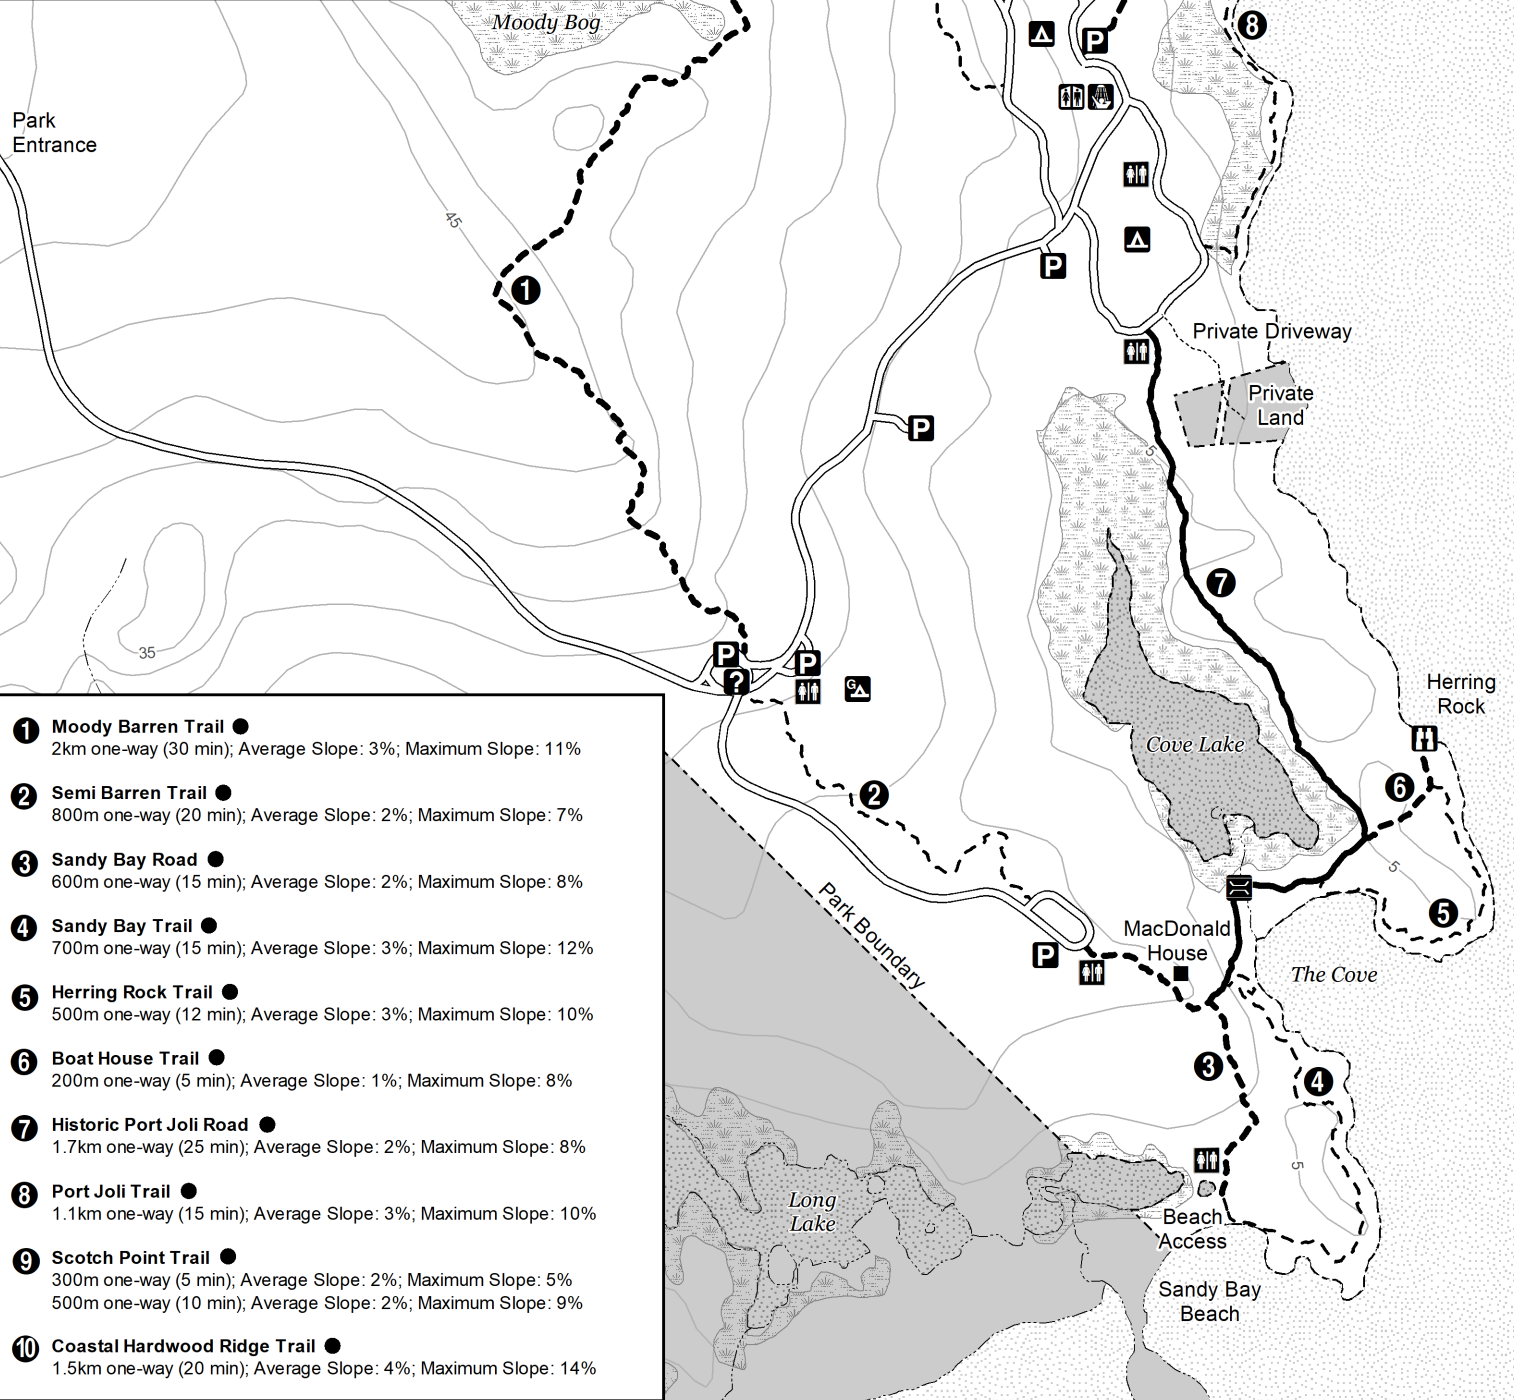 Moody Bog
8
P
Park
Entrance
45
1
P
Private Driveway
Private
Land
P
5
7
35
P
P
?
G
Herring
Rock
Cove Lake
6
2
5
5
Park Boundary
MacDonald
House
P
The Cove
3
4
5
Long
Lake
Beach
Access
Sandy Bay
Beach
1 Moody Barren Trail
2km one-way (30 min); Average Slope: 3%; Maximum Slope: 11%
2 Semi Barren Trail
800m one-way (20 min); Average Slope: 2%; Maximum Slope: 7%
3 Sandy Bay Road
600m one-way (15 min); Average Slope: 2%; Maximum Slope: 8%
4 Sandy Bay Trail
700m one-way (15 min); Average Slope: 3%; Maximum Slope: 12%
5 Herring Rock Trail
500m one-way (12 min); Average Slope: 3%; Maximum Slope: 10%
6 Boat House Trail
200m one-way (5 min); Average Slope: 1%; Maximum Slope: 8%
7 Historic Port Joli Road
1.7km one-way (25 min); Average Slope: 2%; Maximum Slope: 8%
8 Port Joli Trail
1.1km one-way (15 min); Average Slope: 3%; Maximum Slope: 10%
9 Scotch Point Trail
300m one-way (5 min); Average Slope: 2%; Maximum Slope: 5%
500m one-way (10 min); Average Slope: 2%; Maximum Slope: 9%
10 Coastal Hardwood Ridge Trail
1.5km one-way (20 min); Average Slope: 4%; Maximum Slope: 14%